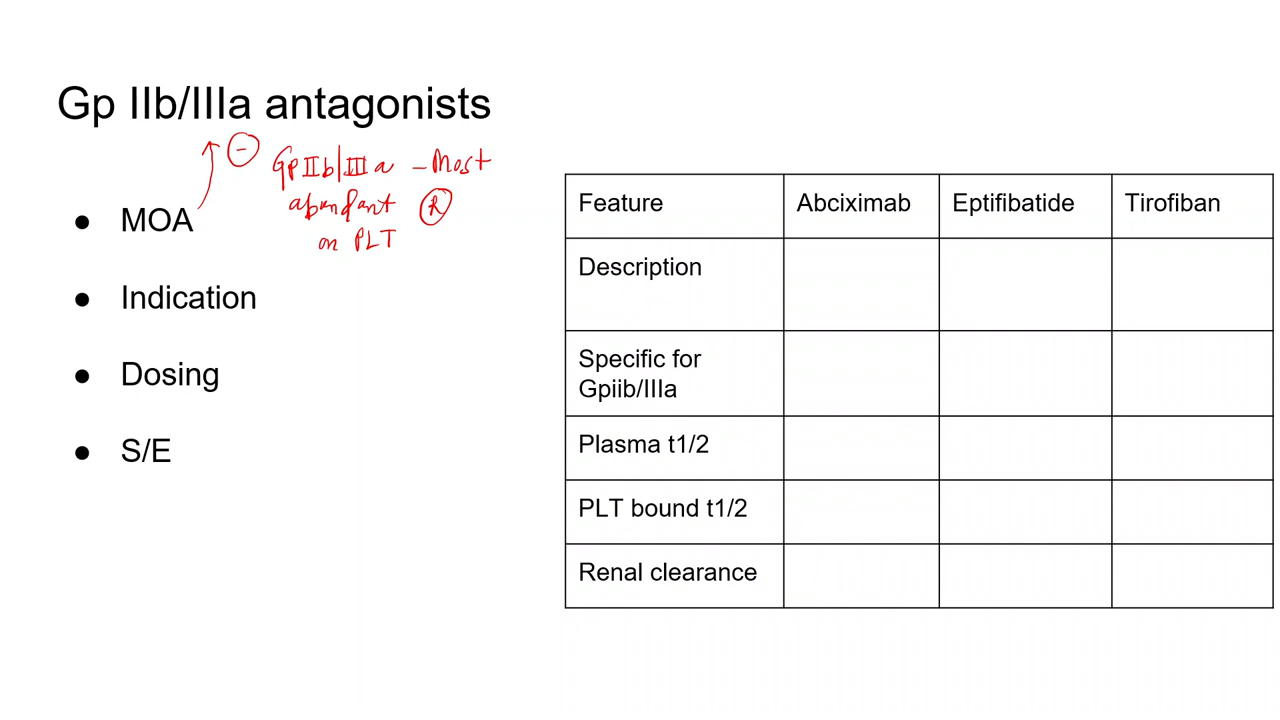 Gp IIb/IIIa antagonists
⊖ GpIIb/IIIa - Most
abundant Ⓡ
on PLT
● MOA
● Indication
● Dosing
● S/E
Feature Abciximab Eptifibatide Tirofiban
Description
Specific for
Gpiib/IIIa
Plasma t1/2
PLT bound t1/2
Renal clearance